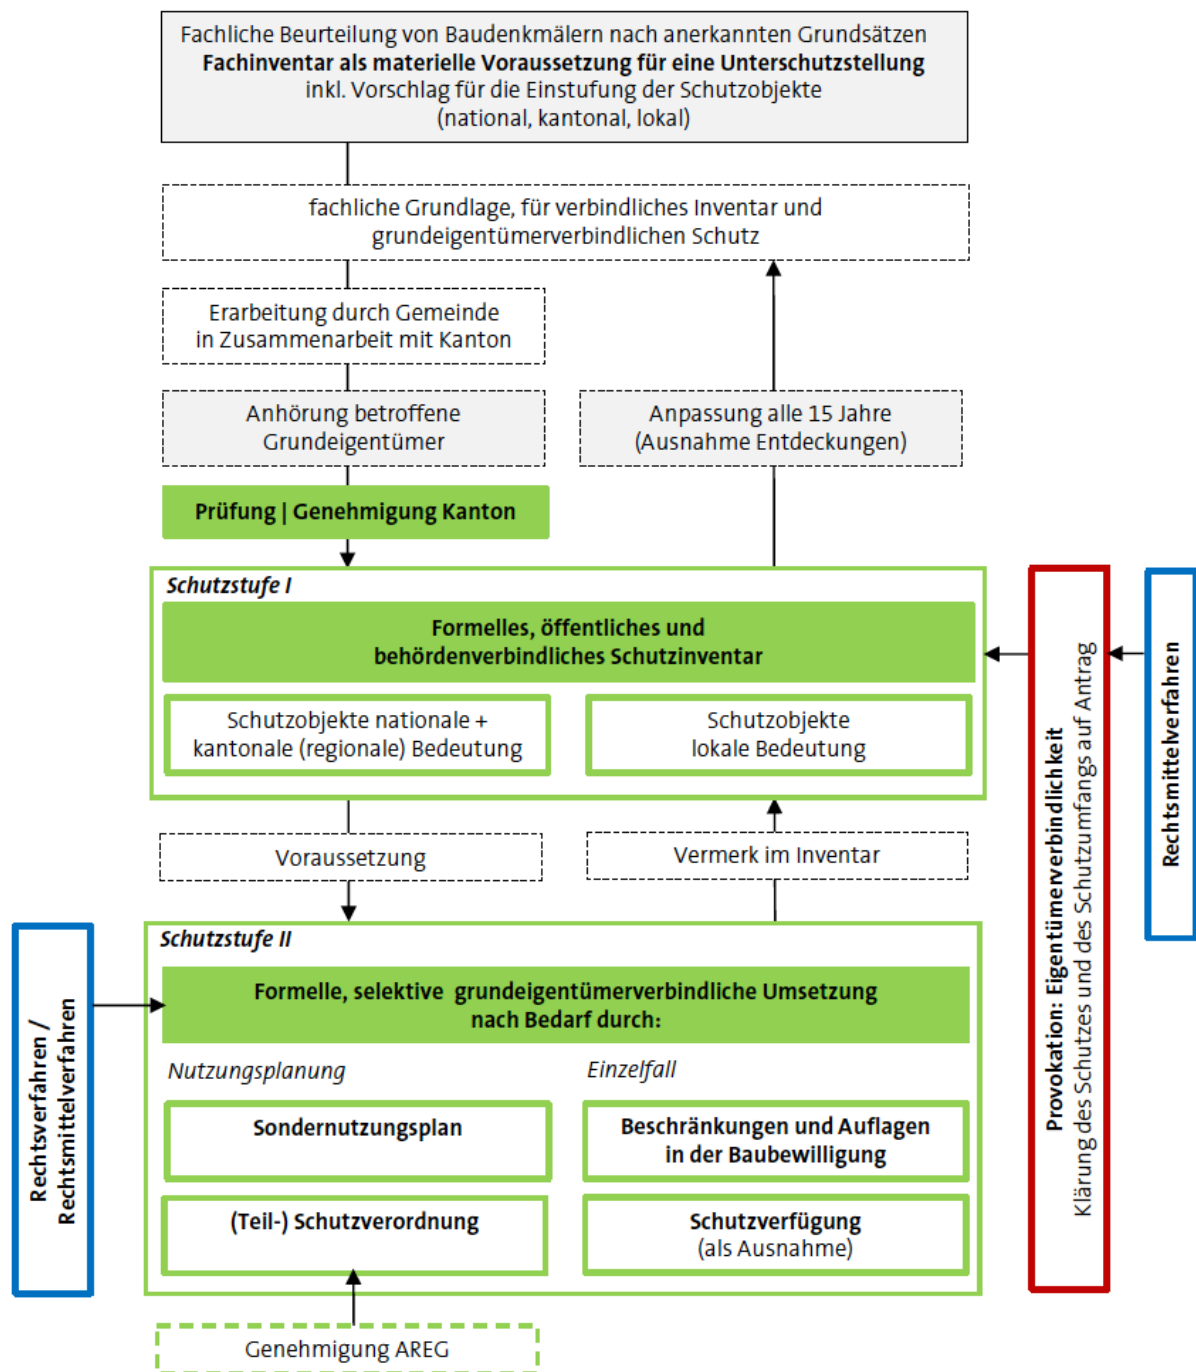 Fachliche Beurteilung von Baudenkmälern nach anerkannten Grundsätzen
Fachinventar als materielle Voraussetzung für eine Unterschutzstellung
inkl. Vorschlag für die Einstufung der Schutzobjekte
(national, kantonal, lokal)
fachliche Grundlage, für verbindliches Inventar und
grundeigentümerverbindlichen Schutz
Erarbeitung durch Gemeinde
in Zusammenarbeit mit Kanton
Anhörung betroffene
Grundeigentümer
Anpassung alle 15 Jahre
(Ausnahme Entdeckungen)
Prüfung | Genehmigung Kanton
Schutzstufe I
Formelles, öffentliches und
behördenverbindliches Schutzinventar
Schutzobjekte nationale +
kantonale (regionale) Bedeutung
Schutzobjekte
lokale Bedeutung
Voraussetzung
Vermerk im Inventar
Schutzstufe II
Formelle, selektive grundeigentümerverbindliche Umsetzung
nach Bedarf durch:
Nutzungsplanung
Einzelfall
Sondernutzungsplan
Beschränkungen und Auflagen
in der Baubewilligung
(Teil-) Schutzverordnung
Schutzverfügung
(als Ausnahme)
Genehmigung AREG
Rechtsverfahren /
Rechtsmittelverfahren
Provokation: Eigentümerverbindlichkeit
Klärung des Schutzes und des Schutzumfangs auf Antrag
Rechtsmittelverfahren